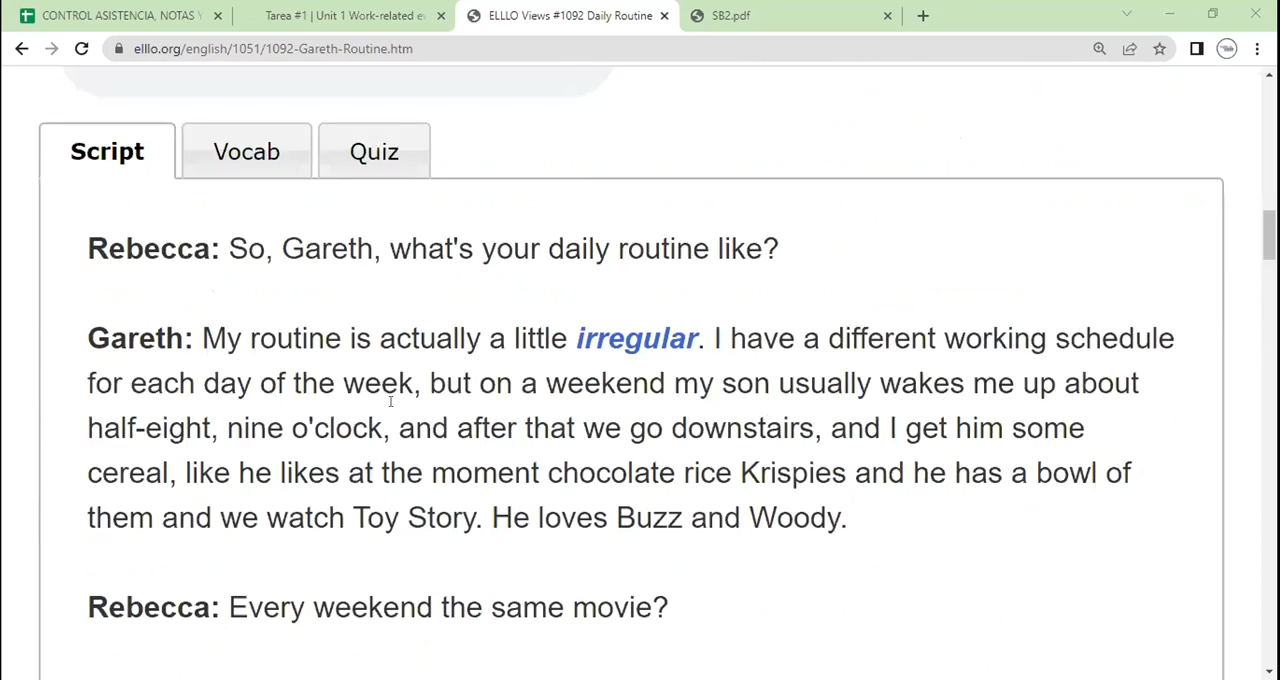 CONTROL ASISTENCIA, NOTAS Y
Tarea #1 | Unit 1 Work-related ev
ELLLO Views #1092 Daily Routine
SB2.pdf
elllo.org/english/1051/1092-Gareth-Routine.htm
Script
Vocab
Quiz
Rebecca: So, Gareth, what's your daily routine like?
Gareth: My routine is actually a little irregular. I have a different working schedule
for each day of the week, but on a weekend my son usually wakes me up about
half-eight, nine o'clock, and after that we go downstairs, and I get him some
cereal, like he likes at the moment chocolate rice Krispies and he has a bowl of
them and we watch Toy Story. He loves Buzz and Woody.
Rebecca: Every weekend the same movie?